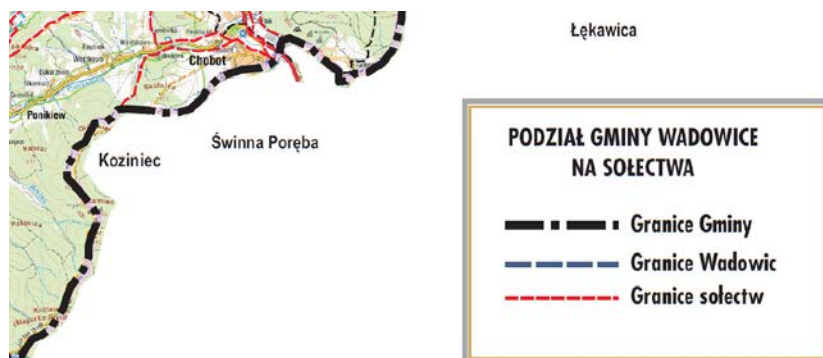 Łękawica
Chobot
Ponikiew
Koziniec
Świnna Poręba
PODZIAŁ GMINY WADOWICE
NA SOŁECTWA
Granice Gminy
Granice Wadowic
Granice sołectw